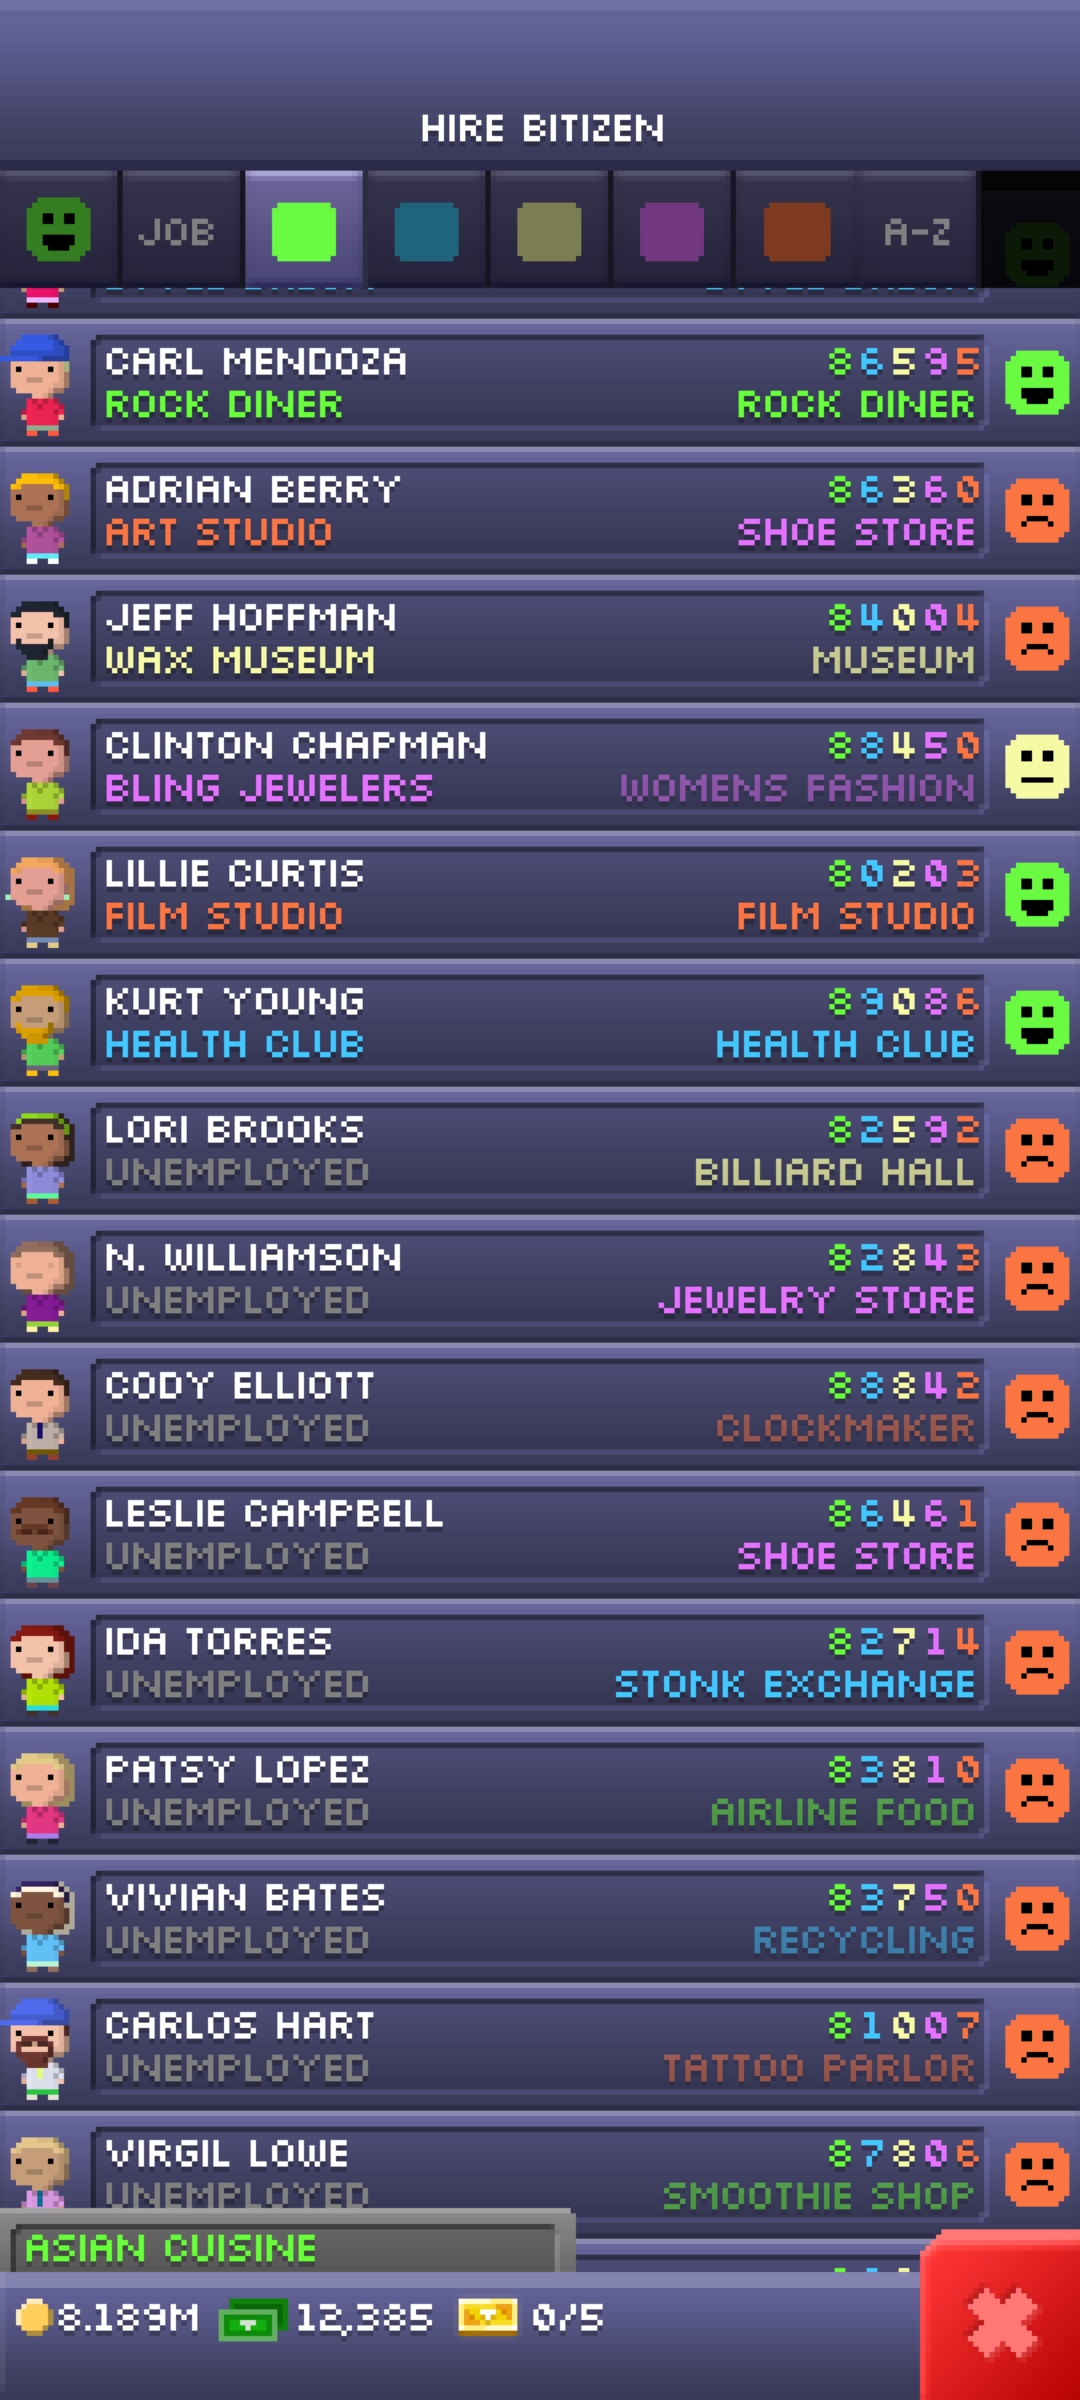 HIRE BITIZEN
JOB A-Z
CARL MENDOZA 86595
ROCK DINER ROCK DINER
ADRIAN BERRY 86360
ART STUDIO SHOE STORE
JEFF HOFFMAN 84004
WAX MUSEUM MUSEUM
CLINTON CHAPMAN 88450
BLING JEWELERS WOMENS FASHION
LILLIE CURTIS 80203
FILM STUDIO FILM STUDIO
KURT YOUNG 89086
HEALTH CLUB HEALTH CLUB
LORI BROOKS 82592
UNEMPLOYED BILLIARD HALL
N. WILLIAMSON 82843
UNEMPLOYED JEWELRY STORE
CODY ELLIOTT 88842
UNEMPLOYED CLOCKMAKER
LESLIE CAMPBELL 86461
UNEMPLOYED SHOE STORE
IDA TORRES 82714
UNEMPLOYED STONK EXCHANGE
PATSY LOPEZ 83810
UNEMPLOYED AIRLINE FOOD
VIVIAN BATES 83750
UNEMPLOYED RECYCLING
CARLOS HART 81007
UNEMPLOYED TATTOO PARLOR
VIRGIL LOWE 87806
UNEMPLOYED SMOOTHIE SHOP
ASIAN CUISINE
8.189M 12,385 0/5